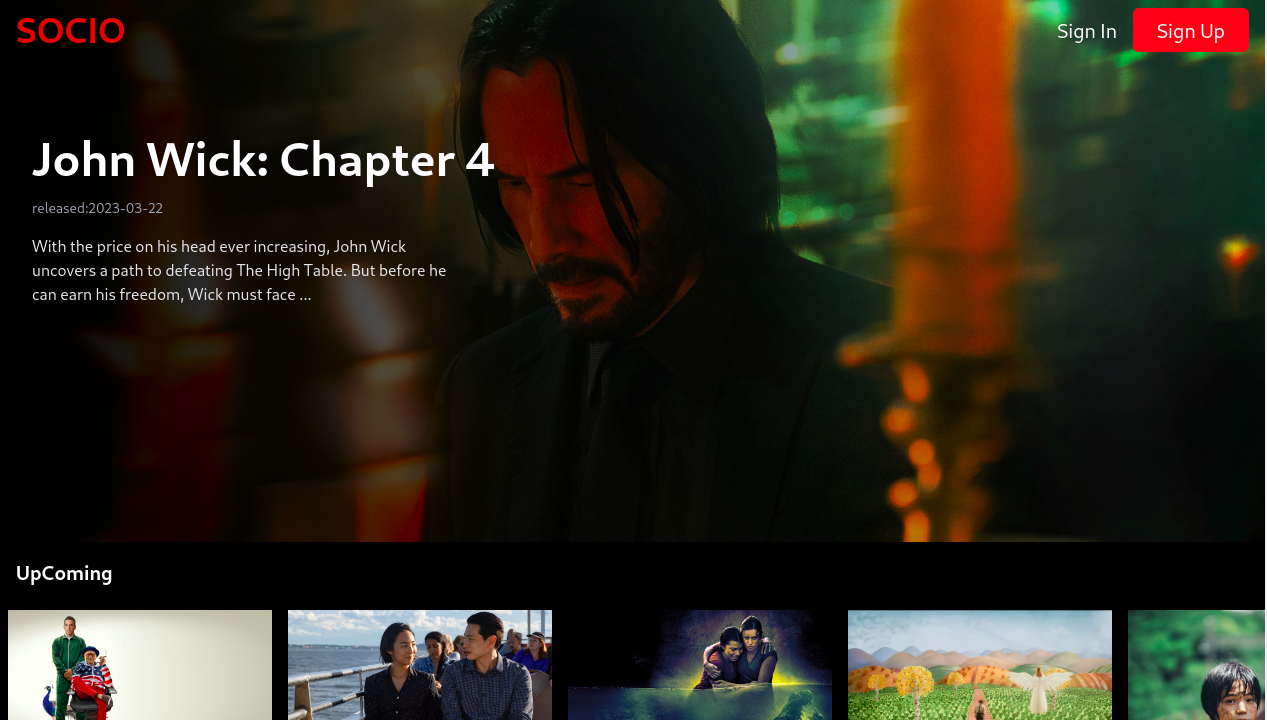 SOCIO
Sign In
Sign Up
John Wick: Chapter 4
released:2023-03-22
With the price on his head ever increasing, John Wick
uncovers a path to defeating The High Table. But before he
can earn his freedom, Wick must face ...
UpComing